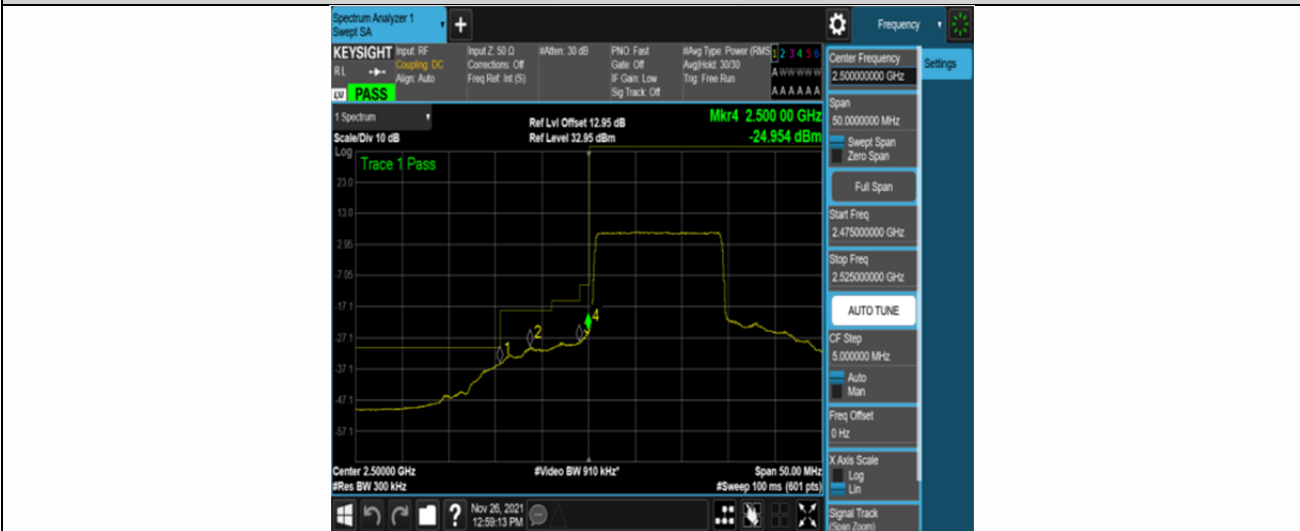 Spectrum Analyzer 1
Swept SA
+
Frequency
KEYSIGHT
RL
LXI PASS
Input: RF
Coupling: DC
Align: Auto
Input Z: 50 Ω
Corrections: Off
Freq Ref: Int (S)
#Atten: 30 dB
PNO: Fast
Gate: Off
IF Gain: Low
Sig Track: Off
#Avg Type: Power (RMS
Avg|Hold: 30/30
Trig: Free Run
1 2 3 4 5 6
A W W W W W
A A A A A A
1 Spectrum
Scale/Div 10 dB
Ref Lvl Offset 12.95 dB
Ref Level 32.95 dBm
Mkr4 2.500 00 GHz
-24.954 dBm
Log
Trace 1 Pass
23.0
13.0
2.95
-7.05
-17.1
-27.1
-37.1
-47.1
-57.1
1
2
4
Center 2.50000 GHz
#Res BW 300 kHz
#Video BW 910 kHz*
Span 50.00 MHz
#Sweep 100 ms (601 pts)
?
Nov 26, 2021
12:59:13 PM
Center Frequency
2.500000000 GHz
Settings
Span
50.0000000 MHz
Swept Span
Zero Span
Full Span
Start Freq
2.475000000 GHz
Stop Freq
2.525000000 GHz
AUTO TUNE
CF Step
5.000000 MHz
Auto
Man
Freq Offset
0 Hz
X Axis Scale
Log
Lin
Signal Track
(Span Zoom)